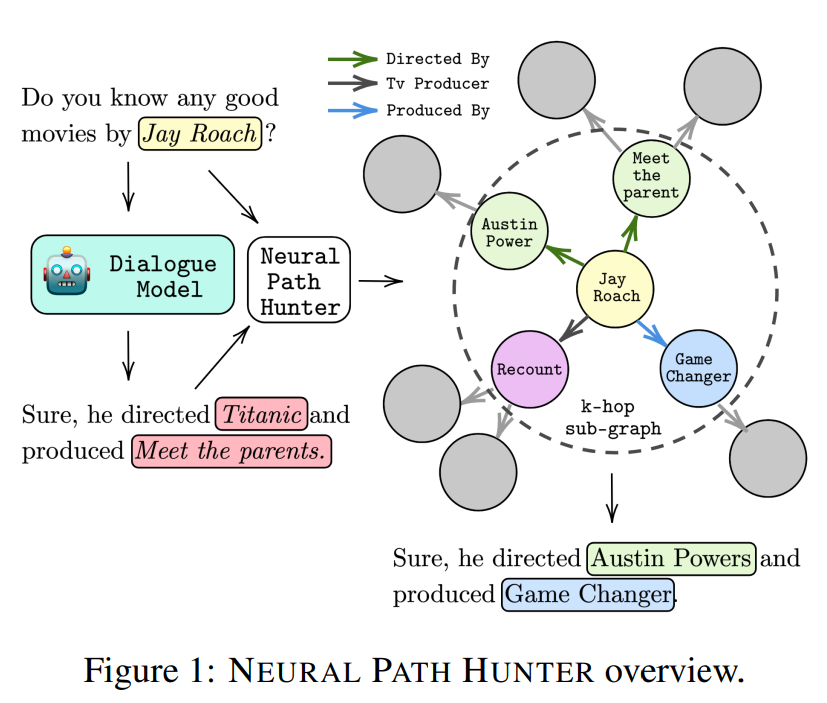 Do you know any good
movies by Jay Roach ?
Dialogue
Model
Neural
Path
Hunter
Sure, he directed Titanic and
produced Meet the parents.
Directed By
Tv Producer
Produced By
Meet
the
parent
Austin
Power
Jay
Roach
Recount
Game
Changer
k-hop
sub-graph
Sure, he directed Austin Powers and
produced Game Changer.
Figure 1: NEURAL PATH HUNTER overview.